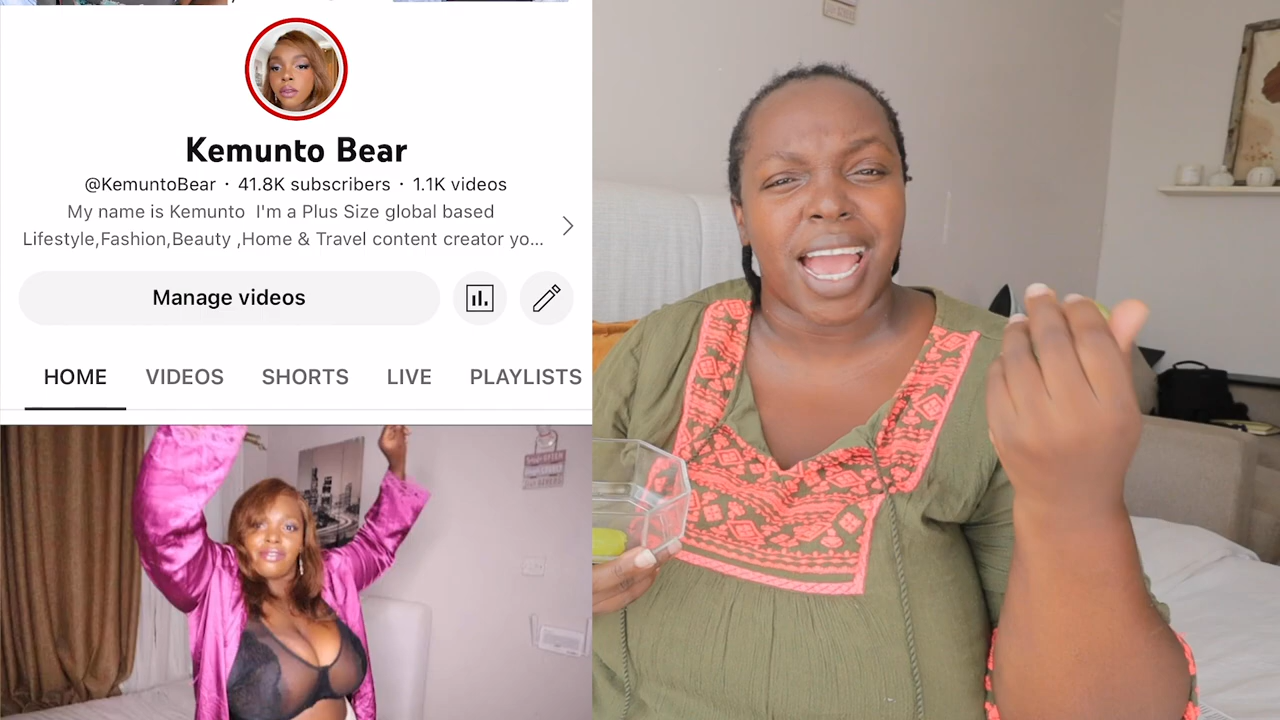 Kemunto Bear
@KemuntoBear · 41.8K subscribers · 1.1K videos
My name is Kemunto I'm a Plus Size global based
Lifestyle,Fashion,Beauty ,Home & Travel content creator yo...
Manage videos
HOME VIDEOS SHORTS LIVE PLAYLISTS